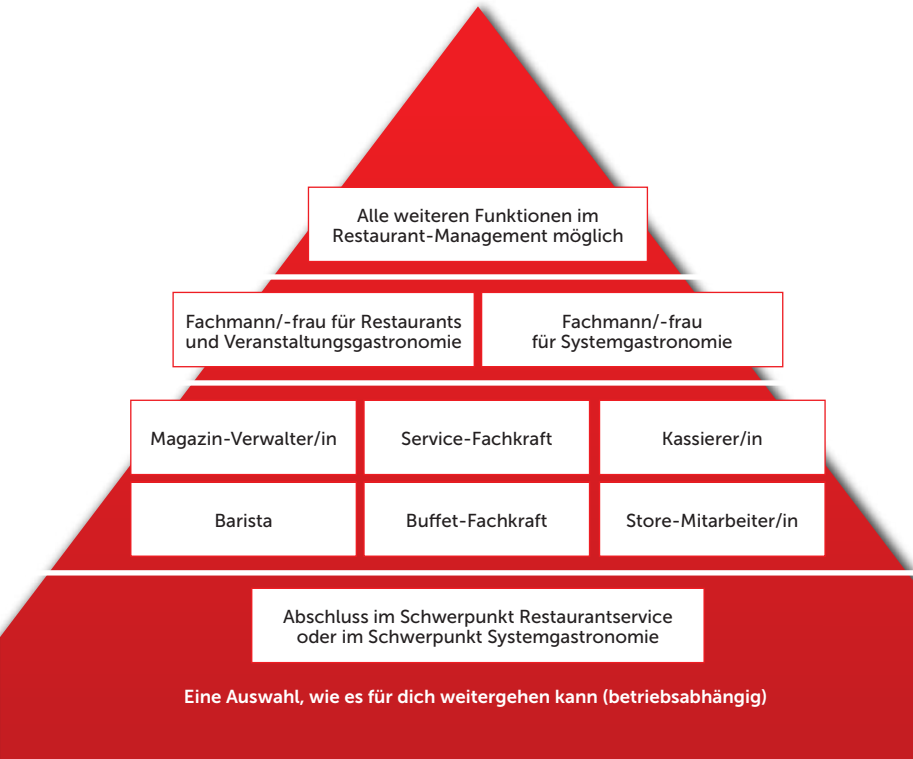 Alle weiteren Funktionen im
Restaurant-Management möglich
Fachmann/-frau für Restaurants
und Veranstaltungsgastronomie
Fachmann/-frau
für Systemgastronomie
Magazin-Verwalter/in
Service-Fachkraft
Kassierer/in
Barista
Buffet-Fachkraft
Store-Mitarbeiter/in
Abschluss im Schwerpunkt Restaurantservice
oder im Schwerpunkt Systemgastronomie
Eine Auswahl, wie es für dich weitergehen kann (betriebsabhängig)